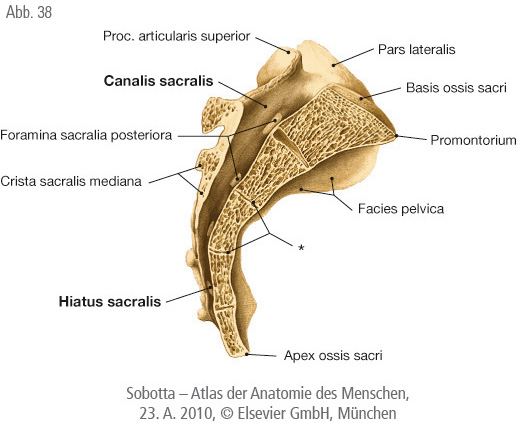 Abb. 38
Proc. articularis superior
Pars lateralis
Canalis sacralis
Basis ossis sacri
Foramina sacralia posteriora
Promontorium
Crista sacralis mediana
Facies pelvica
*
Hiatus sacralis
Apex ossis sacri
Sobotta – Atlas der Anatomie des Menschen,
23. A. 2010, © Elsevier GmbH, München